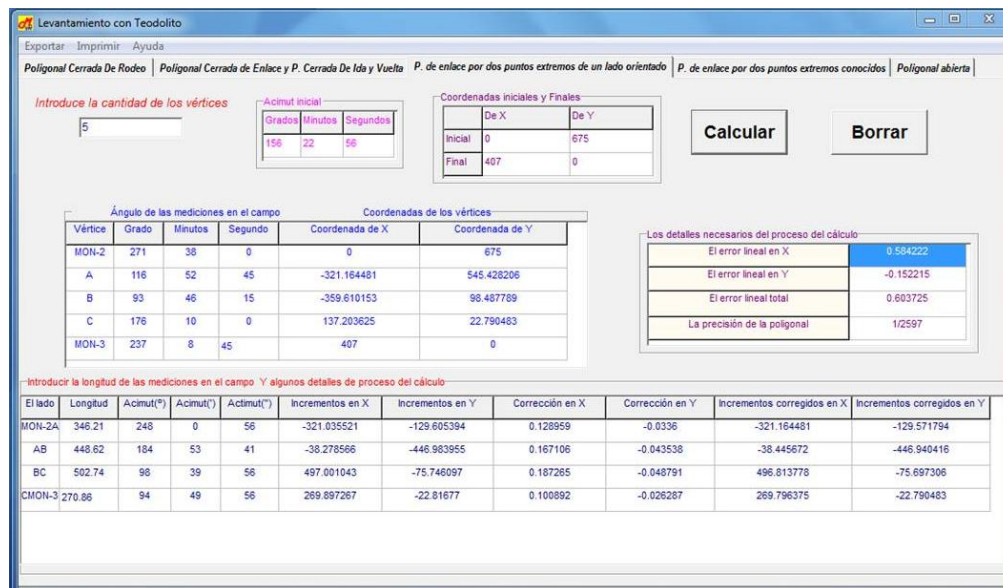 Levantamiento con Teodolito
Exportar Imprimir Ayuda
Poligonal Cerrada De Rodeo Poligonal Cerrada de Enlace y P. Cerrada De Ida y Vuelta P. de enlace por dos puntos extremos de un lado orientado P. de enlace por dos puntos extremos conocidos Poligonal abierta
Introduce la cantidad de los vértices
5
Acimut inicial
Grados Minutos Segundos
156 22 56
Coordenadas iniciales y Finales
De X De Y
Inicial 0 675
Final 407 0
Calcular
Borrar
Ángulo de las mediciones en el campo Coordenadas de los vértices
Vértice Grado Minutos Segundo Coordenada de X Coordenada de Y
MON-2 271 38 0 0 675
A 116 52 45 -321.164481 545.428206
B 93 46 15 -359.610153 98.487789
C 176 10 0 137.203625 22.790483
MON-3 237 8 45 407 0
Los detalles necesarios del proceso del cálculo
El error lineal en X 0.584222
El error lineal en Y -0.152215
El error lineal total 0.603725
La precisión de la poligonal 1/2597
Introducir la longitud de las mediciones en el campo Y algunos detalles de proceso del cálculo
El lado Longitud Acimut(º) Acimut(') Actimut('') Incrementos en X Incrementos en Y Corrección en X Corrección en Y Incrementos corregidos en X Incrementos corregidos en Y
MON-2A 346.21 248 0 56 -321.035521 -129.605394 0.128959 -0.0336 -321.164481 -129.571794
AB 448.62 184 53 41 -38.278566 -446.983955 0.167106 -0.043538 -38.445672 -446.940416
BC 502.74 98 39 56 497.001043 -75.746097 0.187265 -0.048791 496.813778 -75.697306
CMON-3 270.86 94 49 56 269.897267 -22.81677 0.100892 -0.026287 269.796375 -22.790483